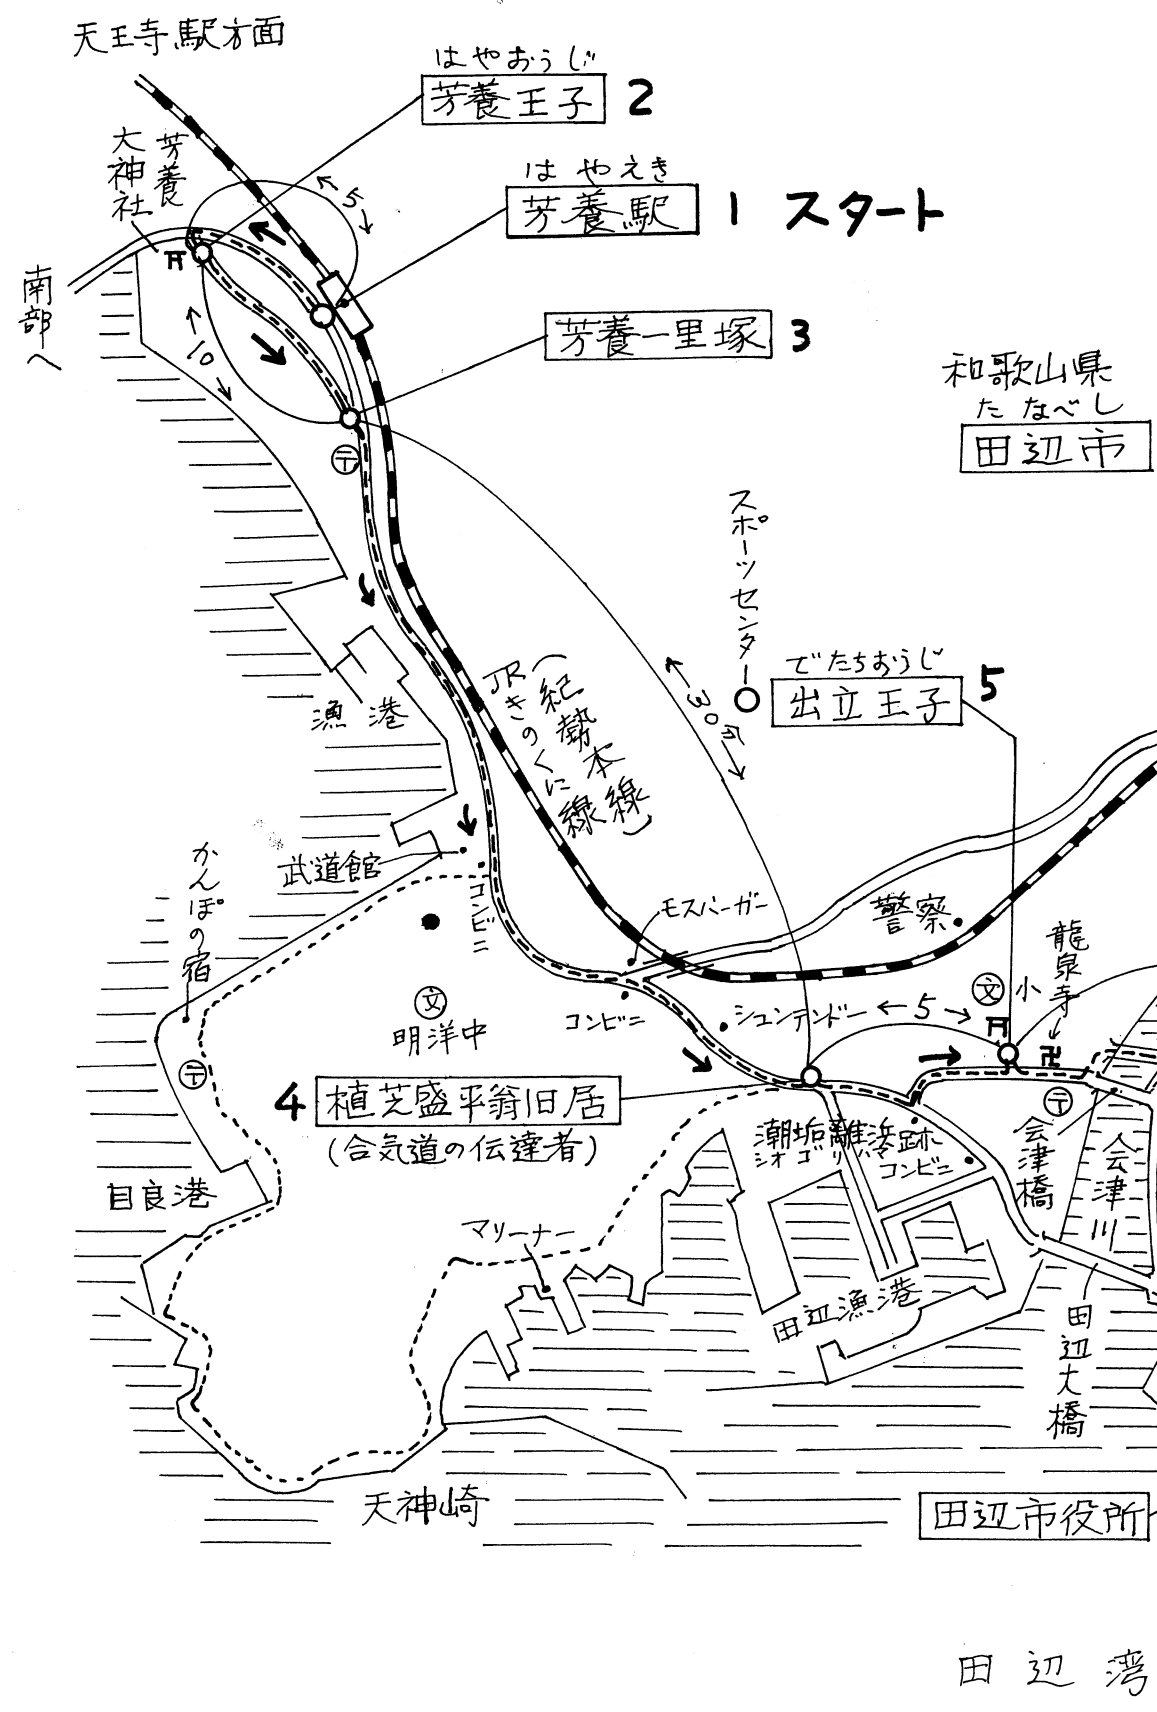 天王寺駅方面
はやおうじ
芳養王子 2
芳養
大神社
はやえき
芳養駅 1 スタート
←5→
南部へ
←10→
芳養一里塚 3
和歌山県
たなべし
田辺市
〒
スポーツセンター
漁港
JRきのくに線
(紀勢本線)
←30分→
でたちおうじ
出立王子 5
武道館
かんぽの宿
コンビニ
モスバーガー
警察
龍泉寺
文 小
文
明洋中
コンビニ
シュンテンドー
←5→
卍
〒
〒
4 植芝盛平翁旧居
(合気道の伝達者)
潮垢離浜跡
シオゴリハマ
コンビニ
会津橋
会津川
目良港
マリーナー
田辺漁港
田辺大橋
天神崎
田辺市役所
田辺湾